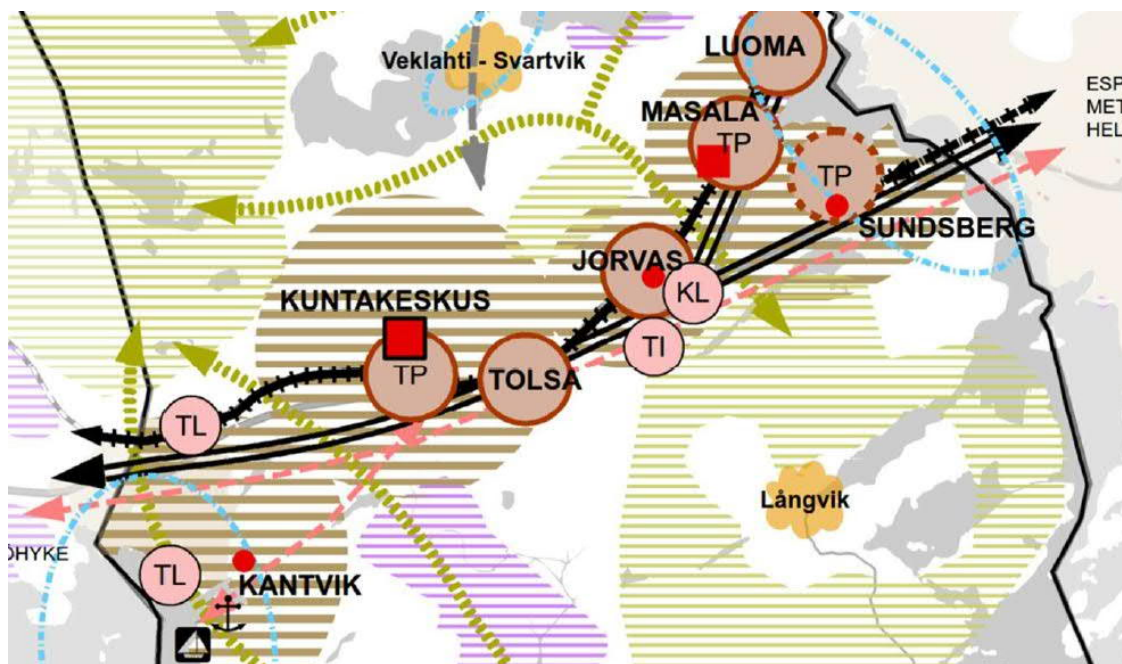 LUOMA
Veklahti - Svartvik
ESP
MET
HEL
MASALA
TP
TP
SUNDSBERG
JORVAS
KL
KUNTAKESKUS
TI
TP
TOLSA
TL
Långvik
OHYKE
TL
KANTVIK